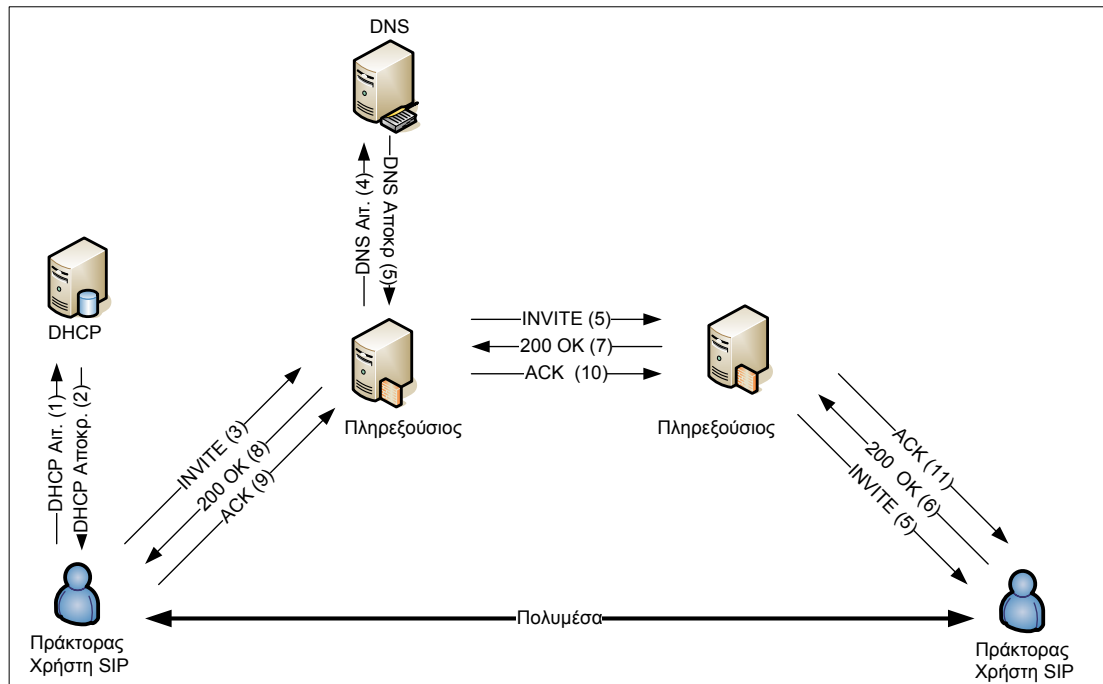 DNS
DNS Αιτ. (4)
DNS Αποκρ (5)
DHCP
DHCP Αιτ. (1)
DHCP Αποκρ. (2)
INVITE (5)
200 OK (7)
ACK (10)
Πληρεξούσιος
Πληρεξούσιος
INVITE (3)
200 OK (8)
ACK (9)
ACK (11)
200 OK (6)
INVITE (5)
Πολυμέσα
Πράκτορας
Χρήστη SIP
Πράκτορας
Χρήστη SIP